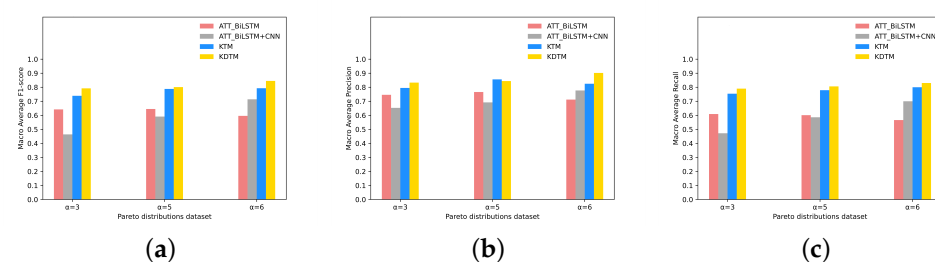 ATT_BiLSTM
ATT_BiLSTM+CNN
KTM
KDTM
1.0
0.9
0.8
0.7
0.6
0.5
0.4
0.3
0.2
0.1
0.0
Macro Average F1-score
α=3
α=5
α=6
Pareto distributions dataset
(a)
ATT_BiLSTM
ATT_BiLSTM+CNN
KTM
KDTM
1.0
0.9
0.8
0.7
0.6
0.5
0.4
0.3
0.2
0.1
0.0
Macro Average Precision
α=3
α=5
α=6
Pareto distributions dataset
(b)
ATT_BiLSTM
ATT_BiLSTM+CNN
KTM
KDTM
1.0
0.9
0.8
0.7
0.6
0.5
0.4
0.3
0.2
0.1
0.0
Macro Average Recall
α=3
α=5
α=6
Pareto distributions dataset
(c)